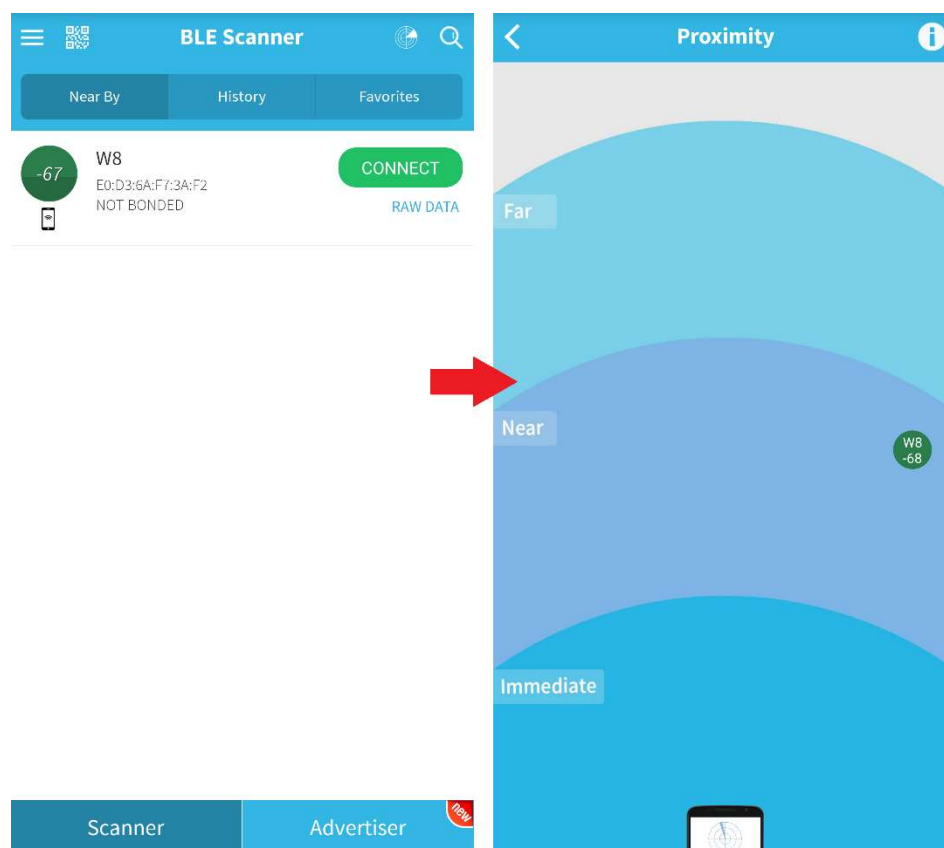 BLE Scanner
Near By
History
Favorites
-67
W8
E0:D3:6A:F7:3A:F2
NOT BONDED
CONNECT
RAW DATA
Scanner
Advertiser
new
Proximity
i
Far
Near
W8
-68
Immediate